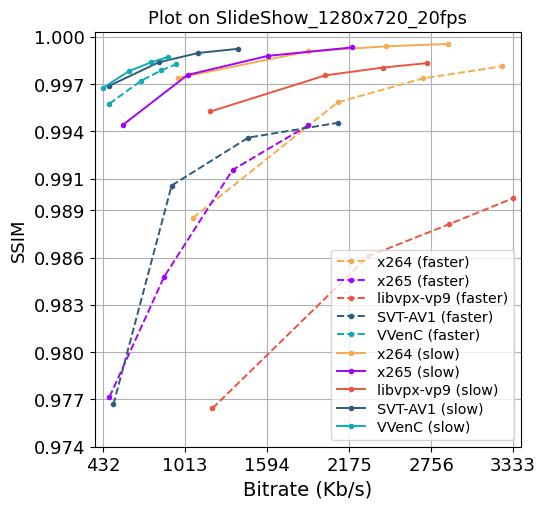 Plot on SlideShow_1280x720_20fps
1.000
0.997
0.994
0.991
0.989
0.986
0.983
0.980
0.977
0.974
SSIM
x264 (faster)
x265 (faster)
libvpx-vp9 (faster)
SVT-AV1 (faster)
VVenC (faster)
x264 (slow)
x265 (slow)
libvpx-vp9 (slow)
SVT-AV1 (slow)
VVenC (slow)
432 1013 1594 2175 2756 3333
Bitrate (Kb/s)